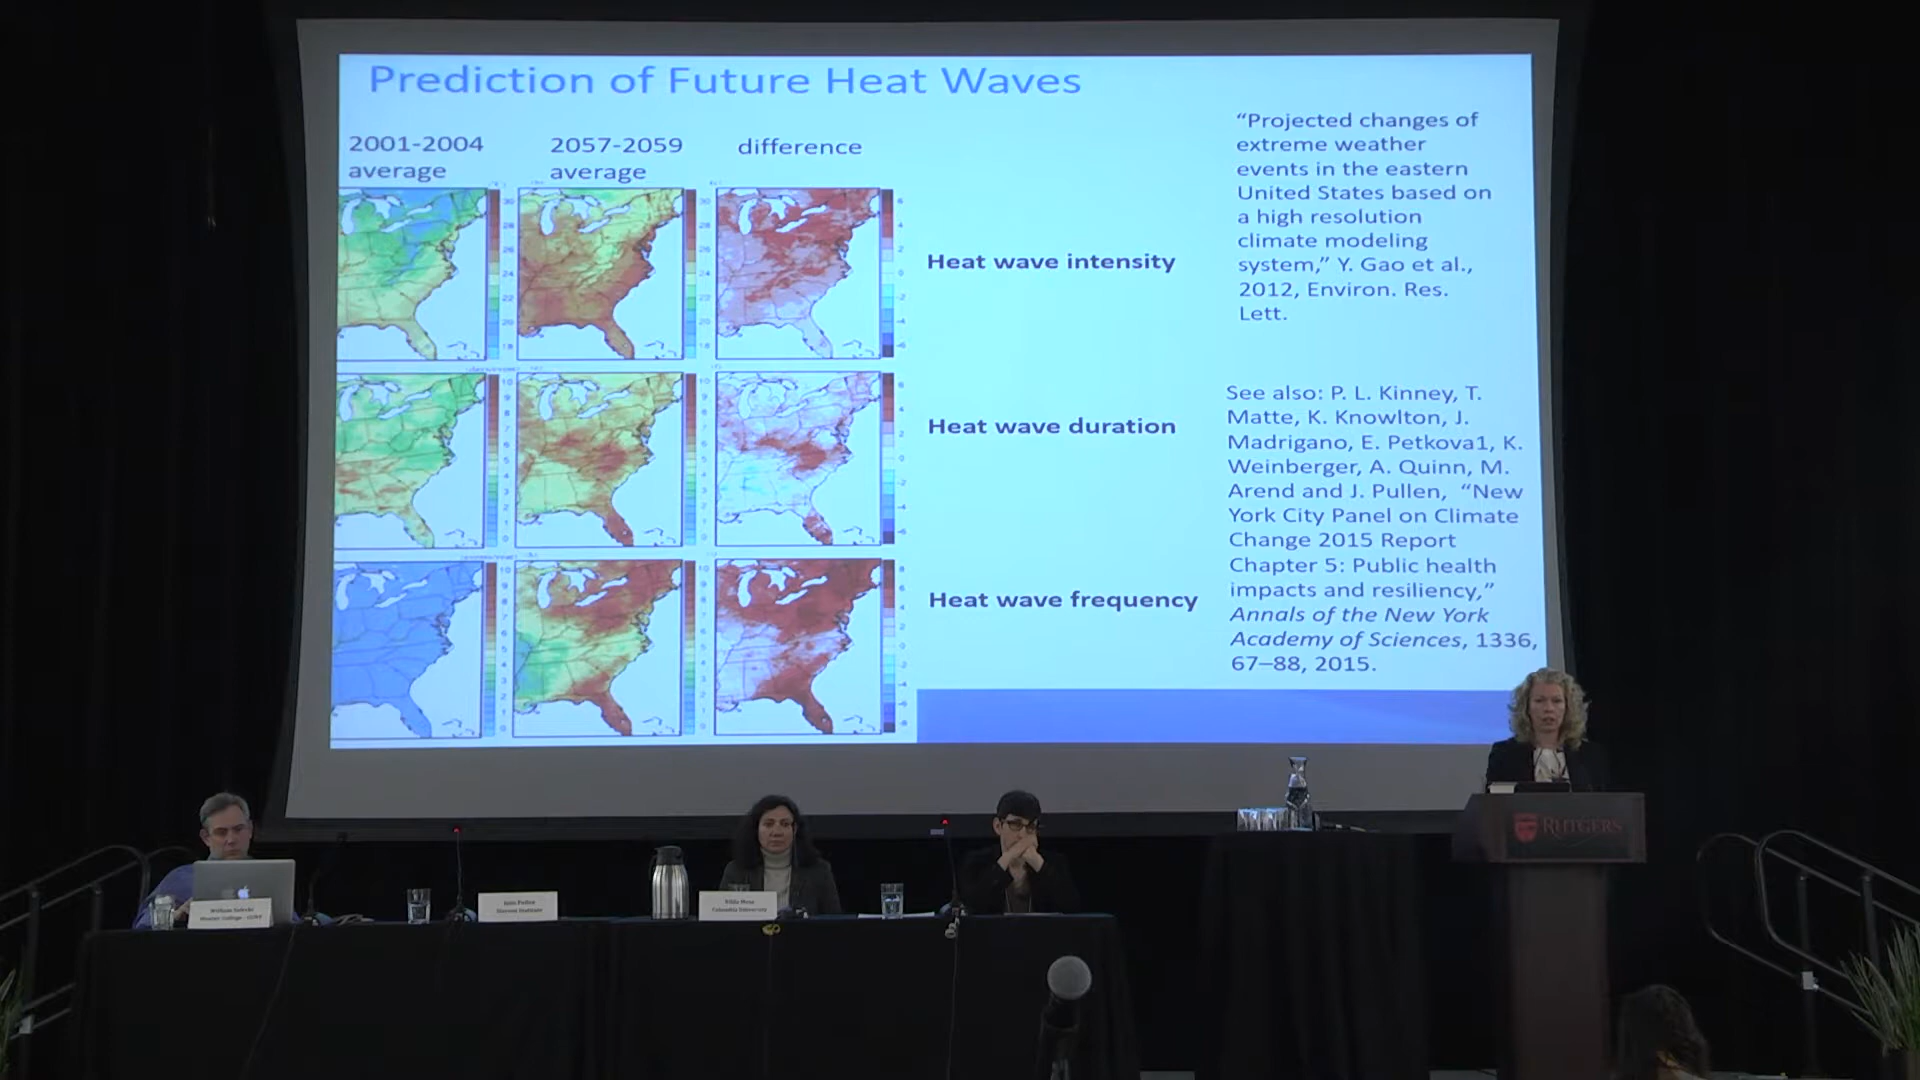 Prediction of Future Heat Waves
2001-2004
average
2057-2059
average
difference
Heat wave intensity
Heat wave duration
Heat wave frequency
“Projected changes of
extreme weather
events in the eastern
United States based on
a high resolution
climate modeling
system,” Y. Gao et al.,
2012, Environ. Res.
Lett.
See also: P. L. Kinney, T.
Matte, K. Knowlton, J.
Madrigano, E. Petkova1, K.
Weinberger, A. Quinn, M.
Arend and J. Pullen, “New
York City Panel on Climate
Change 2015 Report
Chapter 5: Public health
impacts and resiliency,”
Annals of the New York
Academy of Sciences, 1336,
67–88, 2015.
RUTGERS
Columbia University